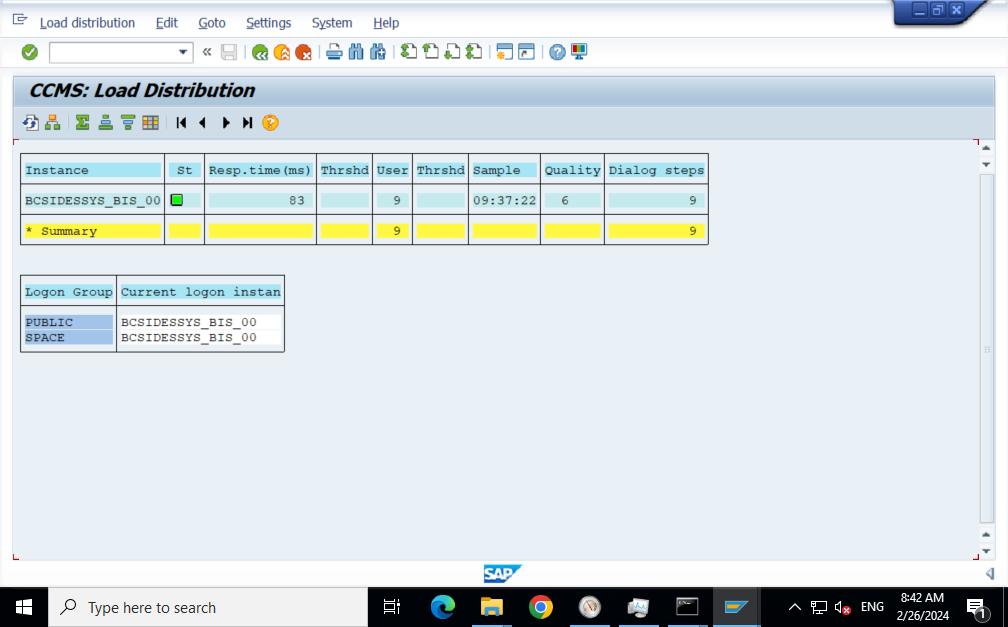 Load distribution Edit Goto Settings System Help
CCMS: Load Distribution
Instance St Resp.time(ms) Thrshd User Thrshd Sample Quality Dialog steps
BCSIDESSYS_BIS_00 83 9 09:37:22 6 9
* Summary 9 9
Logon Group Current logon instan
PUBLIC BCSIDESSYS_BIS_00
SPACE BCSIDESSYS_BIS_00
SAP
Type here to search
ENG
8:42 AM
2/26/2024
1